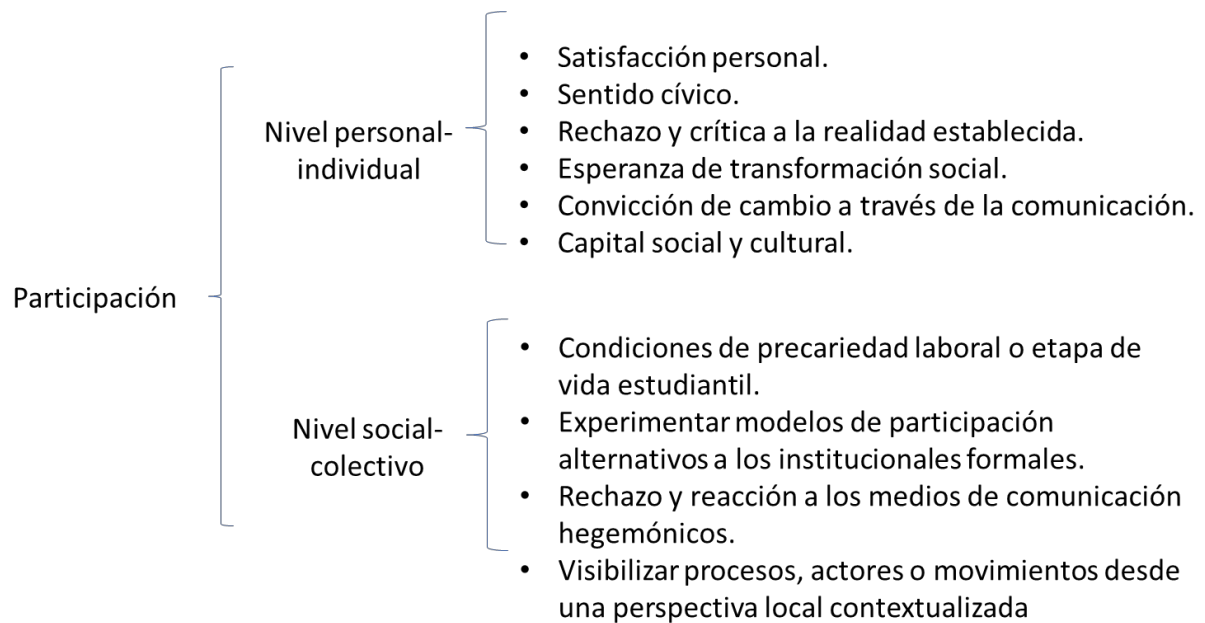 Participación
Nivel personal-
individual
• Satisfacción personal.
• Sentido cívico.
• Rechazo y crítica a la realidad establecida.
• Esperanza de transformación social.
• Convicción de cambio a través de la comunicación.
• Capital social y cultural.
Nivel social-
colectivo
• Condiciones de precariedad laboral o etapa de
vida estudiantil.
• Experimentar modelos de participación
alternativos a los institucionales formales.
• Rechazo y reacción a los medios de comunicación
hegemónicos.
• Visibilizar procesos, actores o movimientos desde
una perspectiva local contextualizada